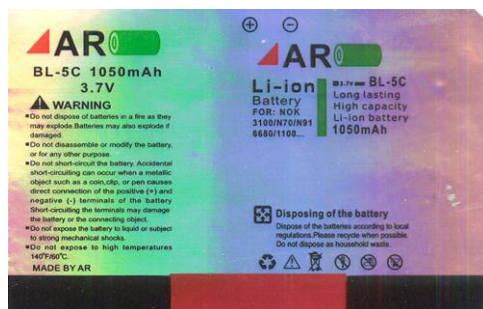 AR
BL-5C 1050mAh
3.7V
WARNING
Do not dispose of batteries in a fire as they
may explode.Batteries may also explode if
damaged.
Do not disassemble or modify the battery,
or for any other purpose.
Do not short-circuit the battery. Accidental
short-circuiting can occur when a metallic
object such as a coin,clip, or pen causes
direct connection of the positive (+) and
negative (-) terminals of the battery
Short-circuiting the terminals may damage
the battery or the connecting object.
Do not expose the battery to liquid or subject
to strong mechanical shocks.
Do not expose to high temperatures
140°F/60°C.
MADE BY AR
AR
Li-ion
Battery
FOR: NOK
3100/N70/N91
6680/1100...
3.7V BL-5C
Long lasting
High capacity
Li-ion battery
1050mAh
Disposing of the battery
Dispose of the batteries according to local
regulations.Please recycle when possible.
Do not dispose as household waste.